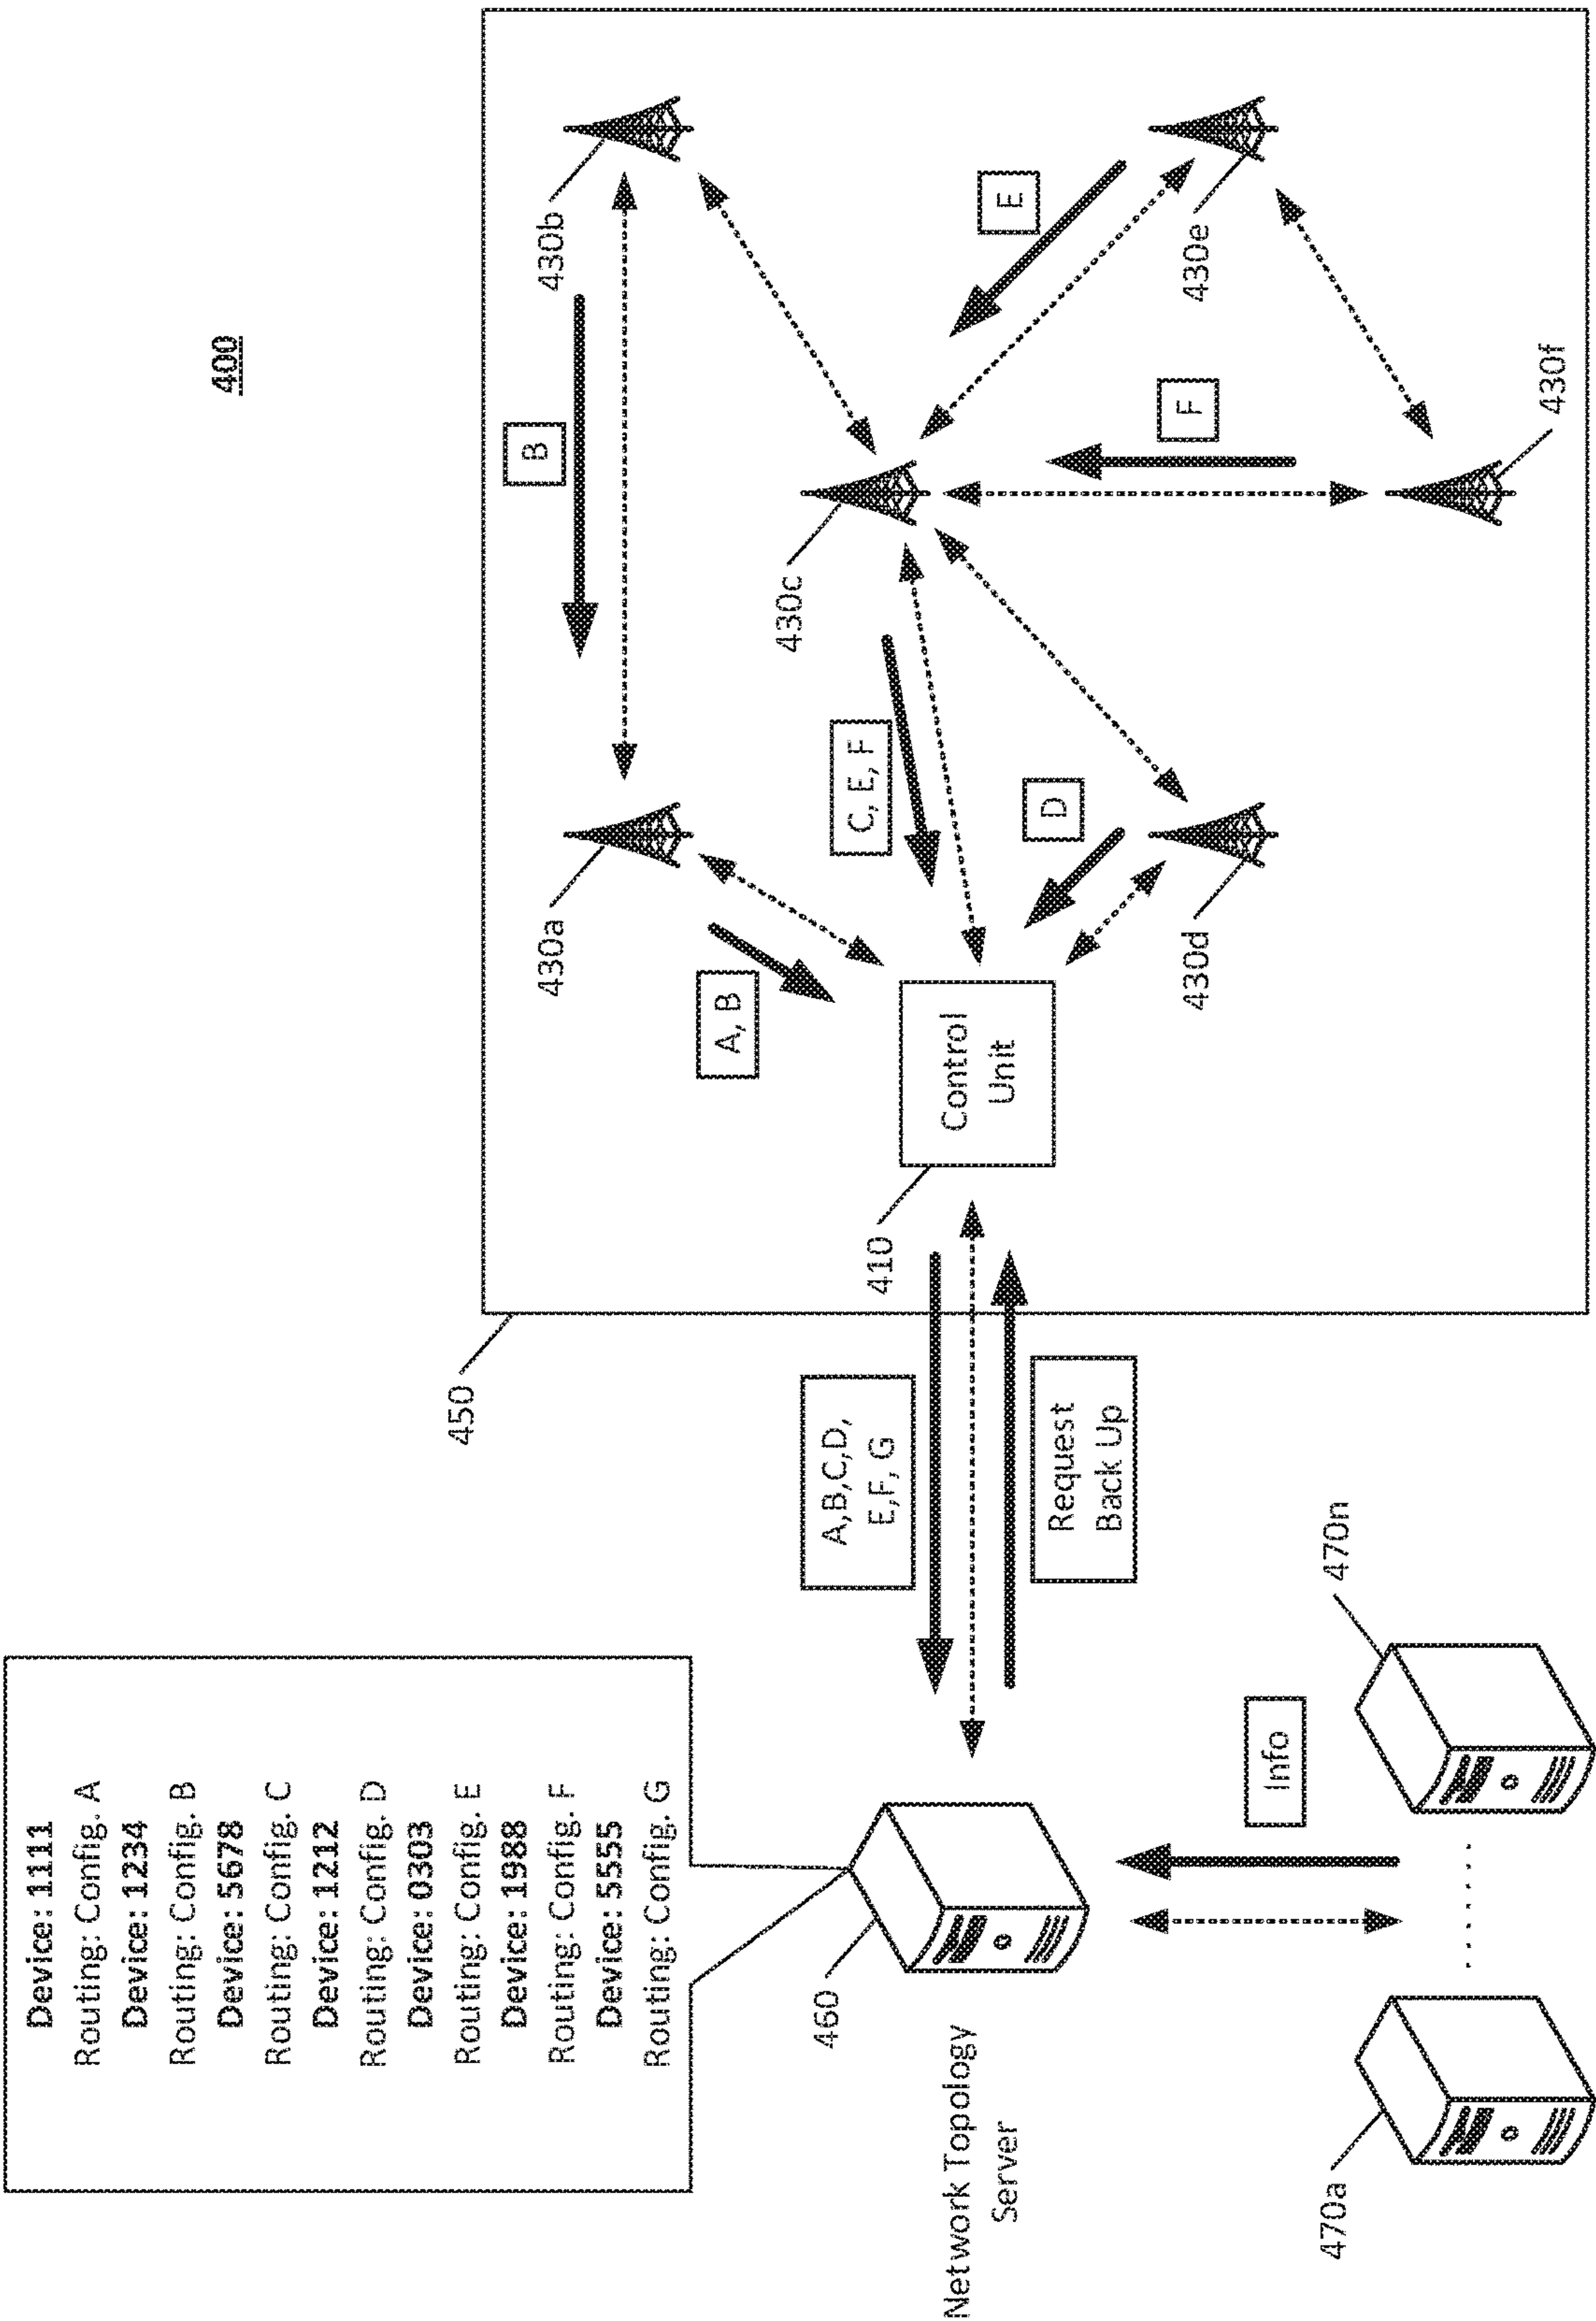 400
Device: 1111
Routing: Config. A
Device: 1234
Routing: Config. B
Device: 5678
Routing: Config. C
Device: 1212
Routing: Config. D
Device: 0303
Routing: Config. E
Device: 1988
Routing: Config. F
Device: 5555
Routing: Config. G
460
Network Topology
Server
470a
470n
Info
A,B,C,D,
E,F, G
Request
Back Up
450
410
Control
Unit
A, B
430a
B
430b
C, E, F
430c
D
430d
E
430e
F
430f